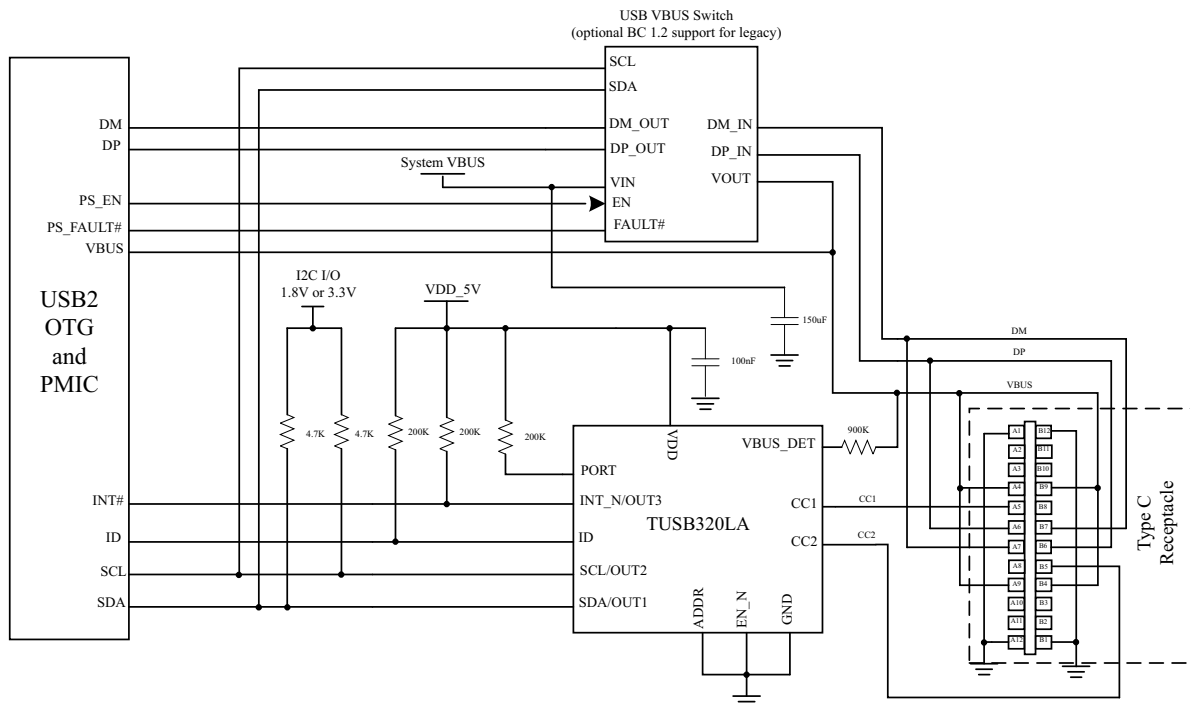 USB VBUS Switch
(optional BC 1.2 support for legacy)
SCL
SDA
DM
DM_OUT
DM_IN
DP
DP_OUT
DP_IN
System VBUS
VIN
VOUT
PS_EN
EN
PS_FAULT#
FAULT#
VBUS
I2C I/O
1.8V or 3.3V
VDD_5V
USB2
OTG
and
PMIC
150uF
100nF
DM
DP
VBUS
4.7K
4.7K
200K
200K
200K
VDD
VBUS_DET
900K
PORT
INT#
INT_N/OUT3
CC1
CC1
TUSB320LA
ID
ID
CC2
CC2
SCL
SCL/OUT2
SDA
SDA/OUT1
ADDR
EN_N
GND
A1
B12
A2
B11
A3
B10
A4
B9
A5
B8
A6
B7
A7
B6
A8
B5
A9
B4
A10
B3
A11
B2
A12
B1
Type C
Receptacle